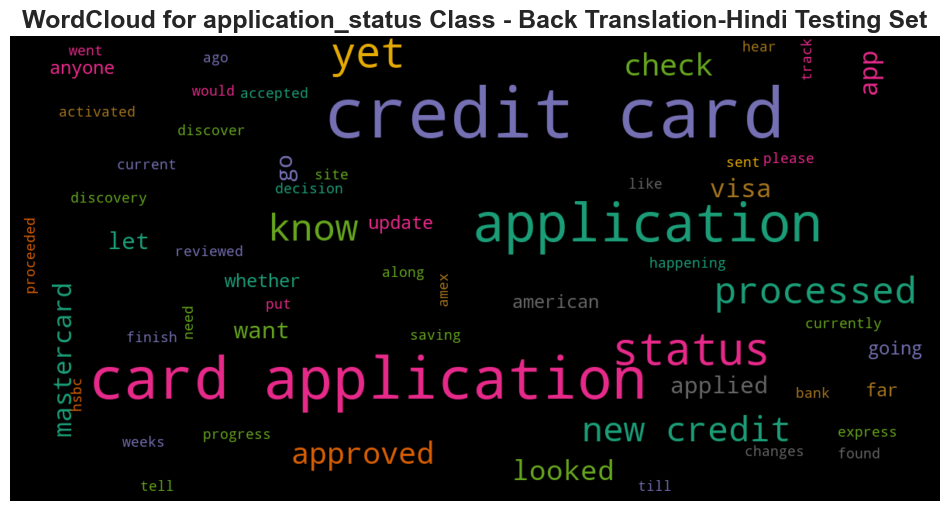 WordCloud for application_status Class - Back Translation-Hindi Testing Set
went
anyone
ago
yet
hear
track
app
check
would
accepted
credit card
activated
discover
current
go
site
decision
sent
please
like
visa
discovery
know
update
application
let
reviewed
proceeded
whether
along
happening
amex
american
processed
mastercard
put
need
want
finish
saving
currently
status
going
hsbc
card application
applied
bank
far
weeks
progress
new credit
express
approved
changes
found
looked
tell
till